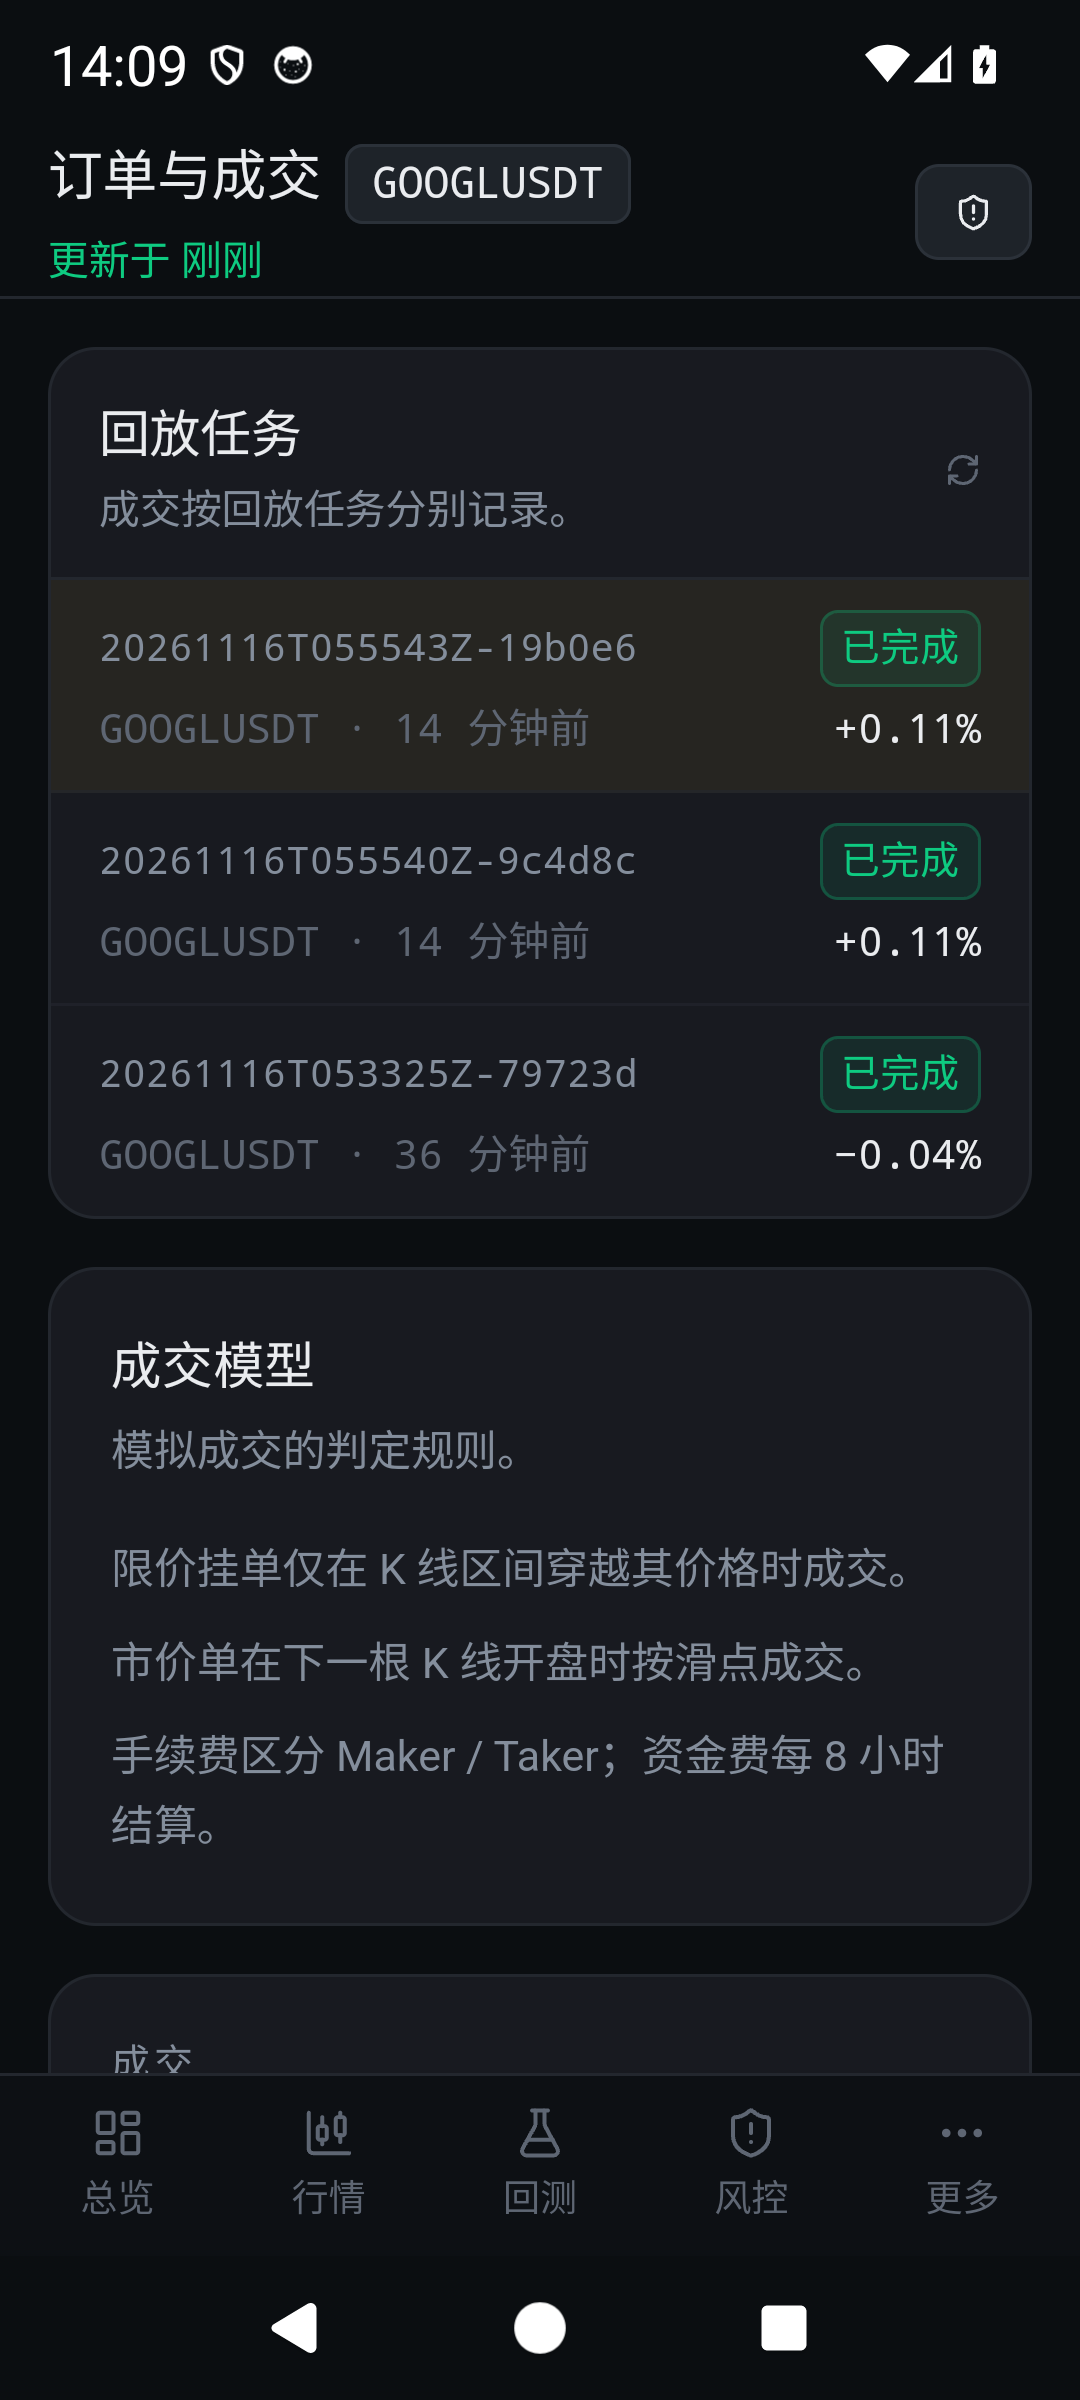 14:09
订单与成交 GOOGLUSDT
更新于 刚刚
回放任务
成交按回放任务分别记录。
20261116T055543Z-19b0e6 已完成
GOOGLUSDT · 14 分钟前 +0.11%
20261116T055540Z-9c4d8c 已完成
GOOGLUSDT · 14 分钟前 +0.11%
20261116T053325Z-79723d 已完成
GOOGLUSDT · 36 分钟前 −0.04%
成交模型
模拟成交的判定规则。
限价挂单仅在 K 线区间穿越其价格时成交。
市价单在下一根 K 线开盘时按滑点成交。
手续费区分 Maker / Taker；资金费每 8 小时
结算。
成交
总览 行情 回测 风控 更多